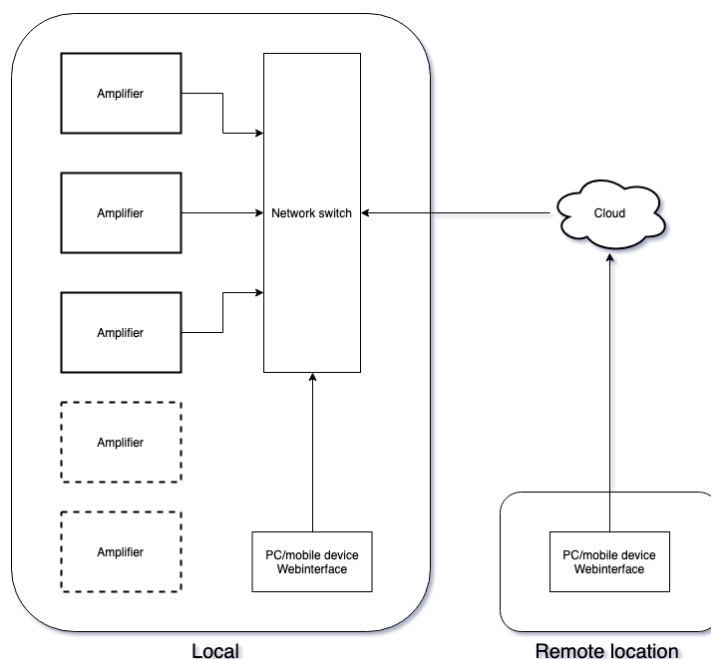 Amplifier
Network switch
Amplifier
Cloud
Amplifier
Amplifier
Amplifier
PC/mobile device
Webinterface
PC/mobile device
Webinterface
Local
Remote location